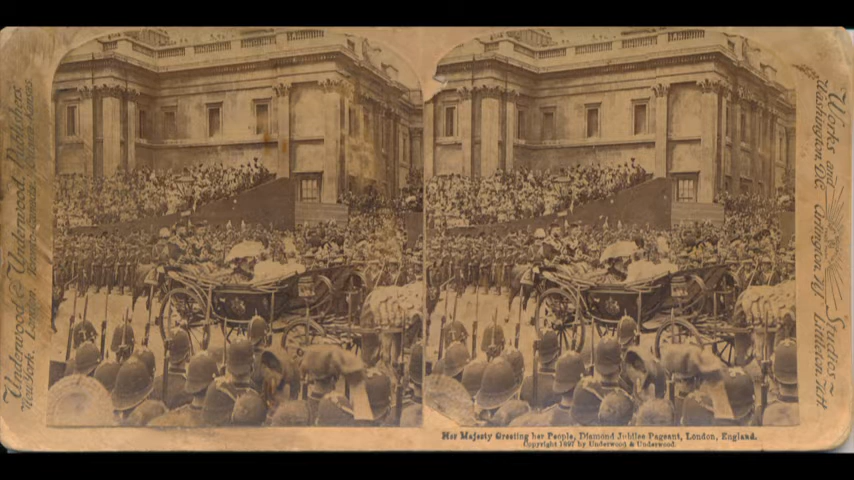 Underwood & Underwood, Publishers.
New York. London.
Works and Studios
Washington, D.C. Arlington, N.J. Littleton, N.H.
Her Majesty Greeting her People, Diamond Jubilee Pageant, London, England.
Copyright 1897 by Underwood & Underwood.